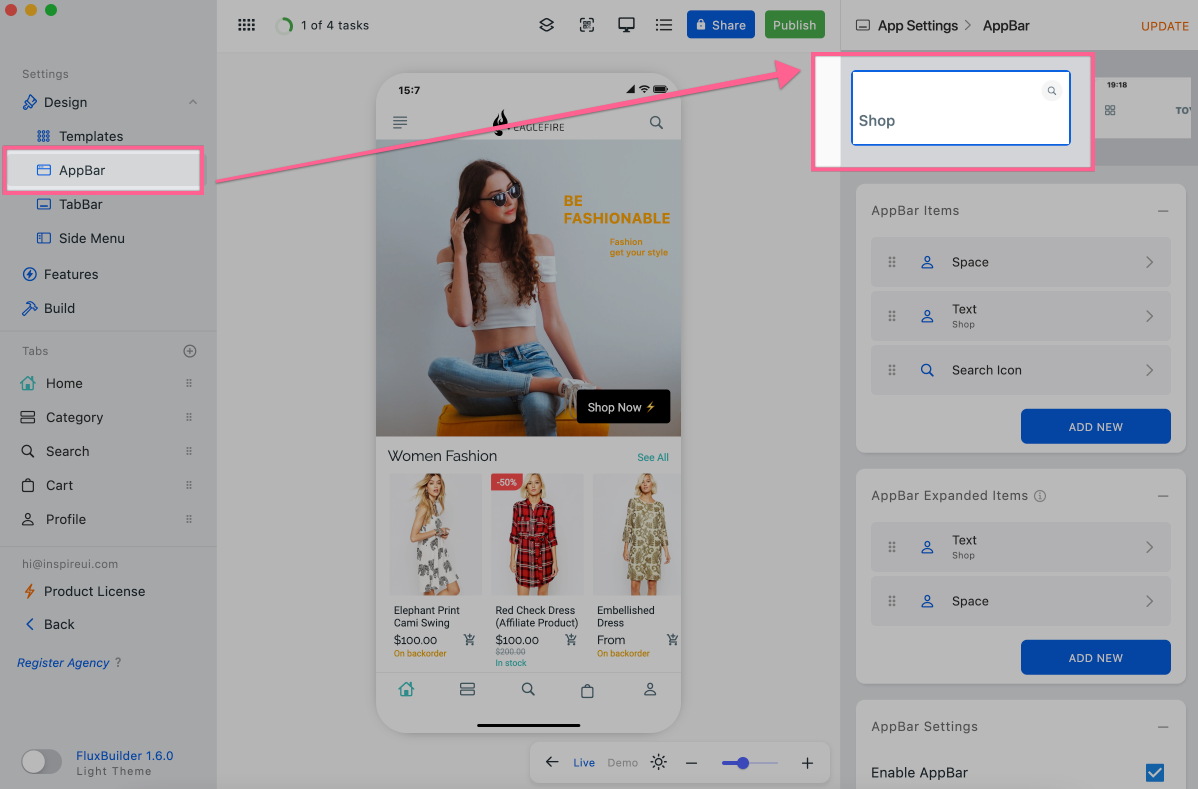 Settings
Design
Templates
AppBar
TabBar
Side Menu
Features
Build
Tabs
Home
Category
Search
Cart
Profile
hi@inspireui.com
Product License
Back
Register Agency ?
FluxBuilder 1.6.0
Light Theme
1 of 4 tasks
Share
Publish
15:7
EAGLEFIRE
BE
FASHIONABLE
Fashion
get your style
Shop Now
Women Fashion
See All
-50%
Elephant Print
Cami Swing
$100.00
On backorder
Red Check Dress
(Affiliate Product)
$100.00
$200.00
In stock
Embellished
Dress
From
On backorder
Live
Demo
App Settings > AppBar
UPDATE
Shop
19:18
TO
AppBar Items
Space
Text
Shop
Search Icon
ADD NEW
AppBar Expanded Items
Text
Shop
Space
ADD NEW
AppBar Settings
Enable AppBar